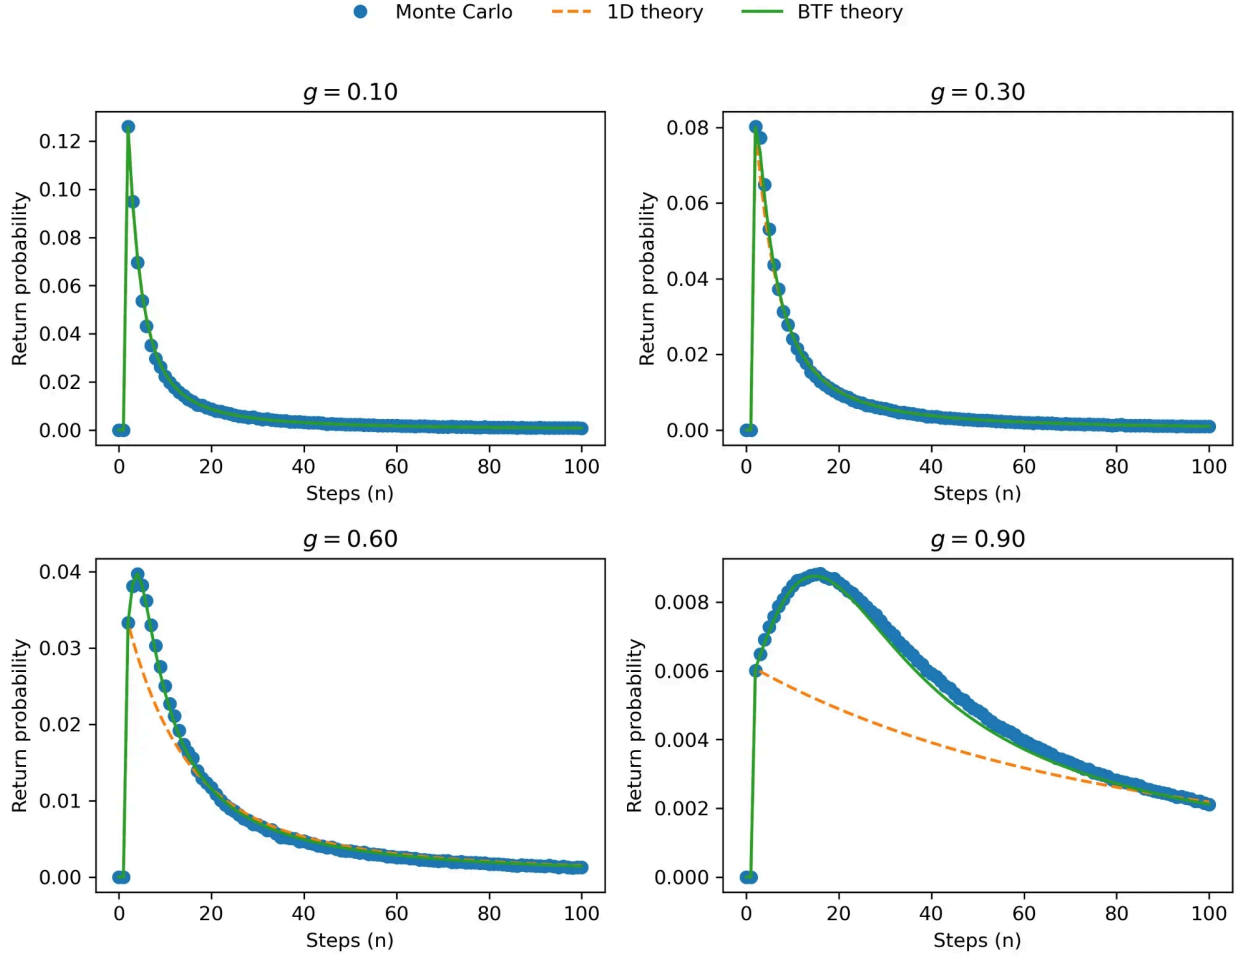 Monte Carlo 1D theory BTF theory
g = 0.10
Return probability
0.12
0.10
0.08
0.06
0.04
0.02
0.00
0 20 40 60 80 100
Steps (n)
g = 0.30
Return probability
0.08
0.06
0.04
0.02
0.00
0 20 40 60 80 100
Steps (n)
g = 0.60
Return probability
0.04
0.03
0.02
0.01
0.00
0 20 40 60 80 100
Steps (n)
g = 0.90
Return probability
0.008
0.006
0.004
0.002
0.000
0 20 40 60 80 100
Steps (n)